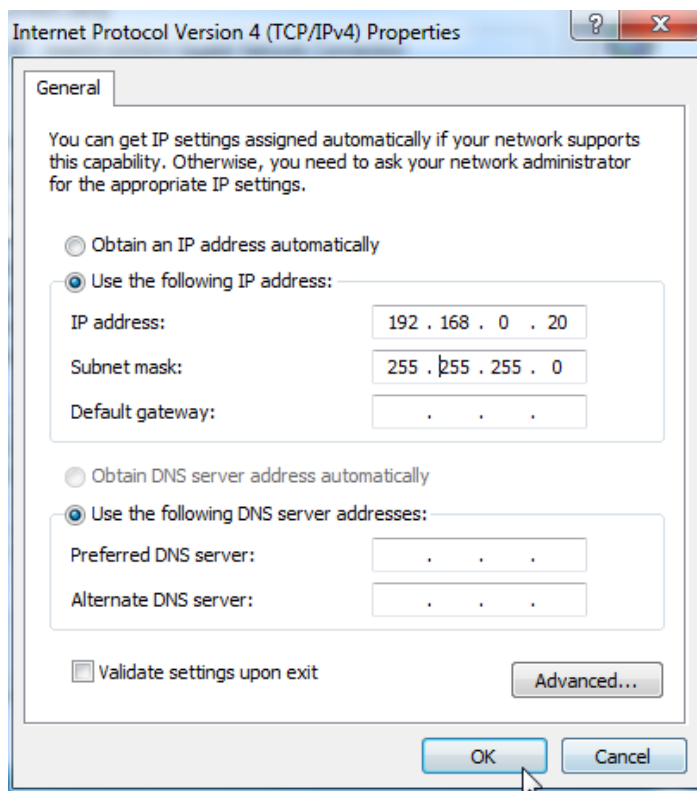 Internet Protocol Version 4 (TCP/IPv4) Properties
?
X
General
You can get IP settings assigned automatically if your network supports
this capability. Otherwise, you need to ask your network administrator
for the appropriate IP settings.
Obtain an IP address automatically
Use the following IP address:
IP address: 192 . 168 . 0 . 20
Subnet mask: 255 . 255 . 255 . 0
Default gateway: . . .
Obtain DNS server address automatically
Use the following DNS server addresses:
Preferred DNS server: . . .
Alternate DNS server: . . .
Validate settings upon exit
Advanced...
OK Cancel